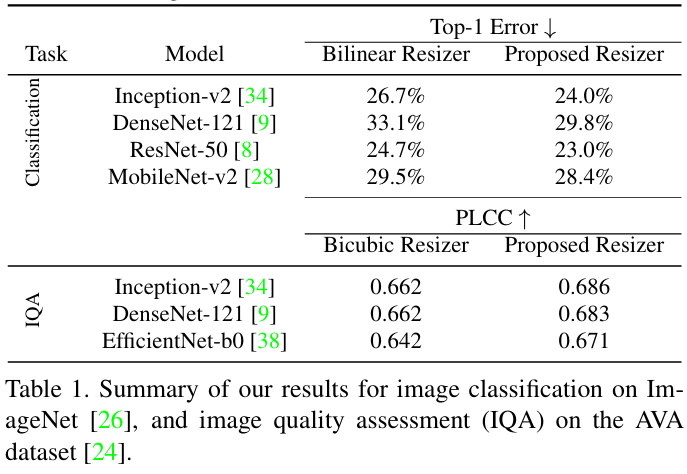 Top-1 Error ↓
Task Model Bilinear Resizer Proposed Resizer
Classification
Inception-v2 [34] 26.7% 24.0%
DenseNet-121 [9] 33.1% 29.8%
ResNet-50 [8] 24.7% 23.0%
MobileNet-v2 [28] 29.5% 28.4%
PLCC ↑
Bicubic Resizer Proposed Resizer
IQA
Inception-v2 [34] 0.662 0.686
DenseNet-121 [9] 0.662 0.683
EfficientNet-b0 [38] 0.642 0.671
Table 1. Summary of our results for image classification on Im-
ageNet [26], and image quality assessment (IQA) on the AVA
dataset [24].